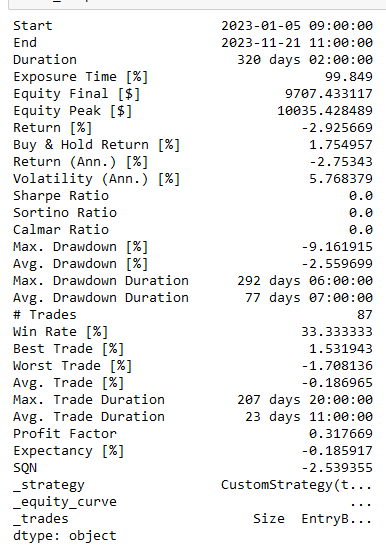 Start 2023-01-05 09:00:00
End 2023-11-21 11:00:00
Duration 320 days 02:00:00
Exposure Time [%] 99.849
Equity Final [$] 9707.433117
Equity Peak [$] 10035.428489
Return [%] -2.925669
Buy & Hold Return [%] 1.754957
Return (Ann.) [%] -2.75343
Volatility (Ann.) [%] 5.768379
Sharpe Ratio 0.0
Sortino Ratio 0.0
Calmar Ratio 0.0
Max. Drawdown [%] -9.161915
Avg. Drawdown [%] -2.559699
Max. Drawdown Duration 292 days 06:00:00
Avg. Drawdown Duration 77 days 07:00:00
# Trades 87
Win Rate [%] 33.333333
Best Trade [%] 1.531943
Worst Trade [%] -1.708136
Avg. Trade [%] -0.186965
Max. Trade Duration 207 days 20:00:00
Avg. Trade Duration 23 days 11:00:00
Profit Factor 0.317669
Expectancy [%] -0.185917
SQN -2.539355
_strategy CustomStrategy(t...
_equity_curve ...
_trades Size EntryB...
dtype: object